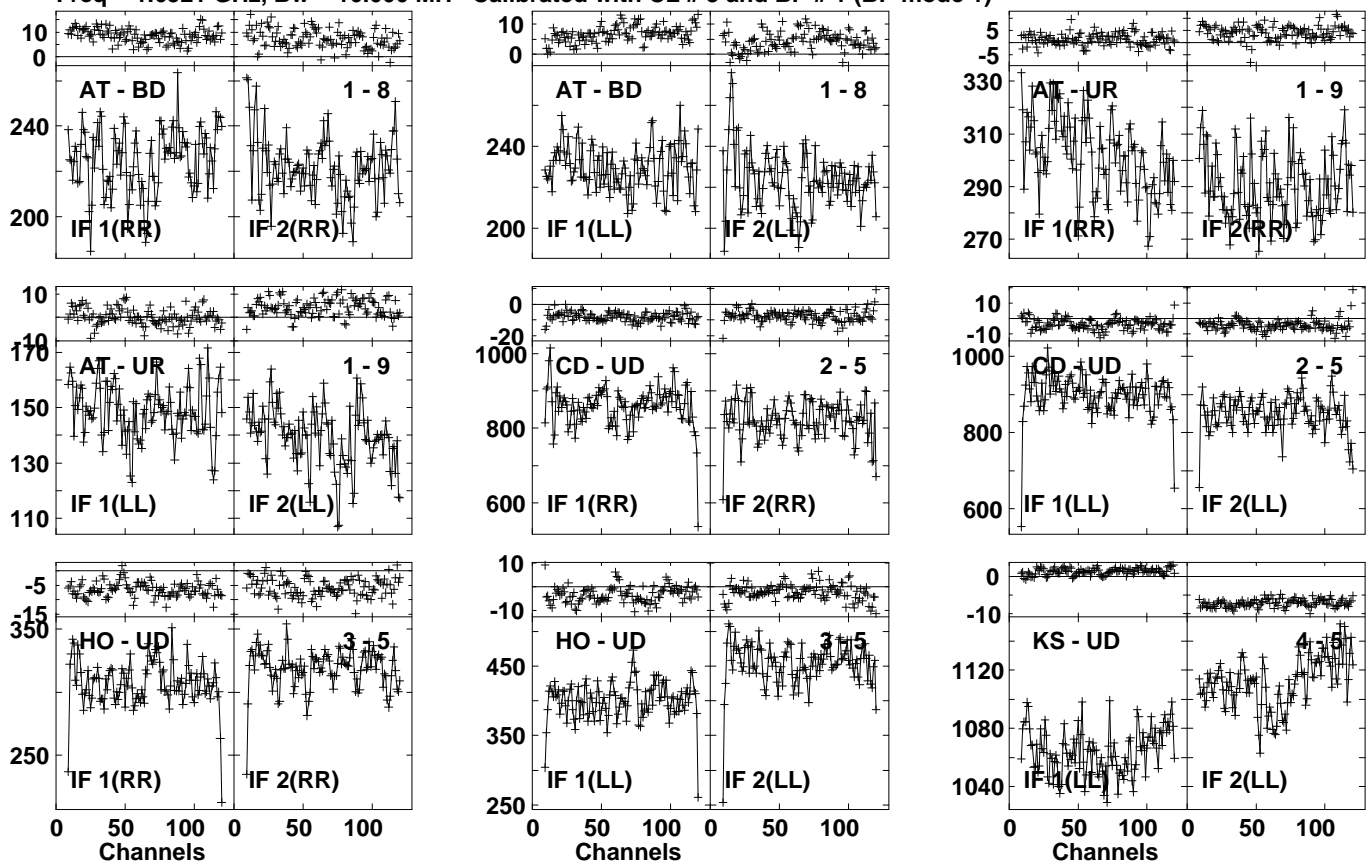 10
0
10
0
5
-5
AT - BD 1 - 8
240
200
IF 1(RR) IF 2(RR)
AT - BD 1 - 8
240
200
IF 1(LL) IF 2(LL)
AT - UR 1 - 9
330
310
290
270
IF 1(RR) IF 2(RR)
10
-10
0
-20
10
-10
AT - UR 1 - 9
170
150
130
110
IF 1(LL) IF 2(LL)
CD - UD 2 - 5
1000
800
600
IF 1(RR) IF 2(RR)
CD - UD 2 - 5
1000
800
600
IF 1(LL) IF 2(LL)
-5
-15
10
-10
0
-10
HO - UD 3 - 5
350
250
IF 1(RR) IF 2(RR)
HO - UD 3 - 5
450
350
250
IF 1(LL) IF 2(LL)
KS - UD 4 - 5
1120
1080
1040
IF 1(LL) IF 2(LL)
0 50 100 0 50 100
Channels
0 50 100 0 50 100
Channels
0 50 100 0 50 100
Channels